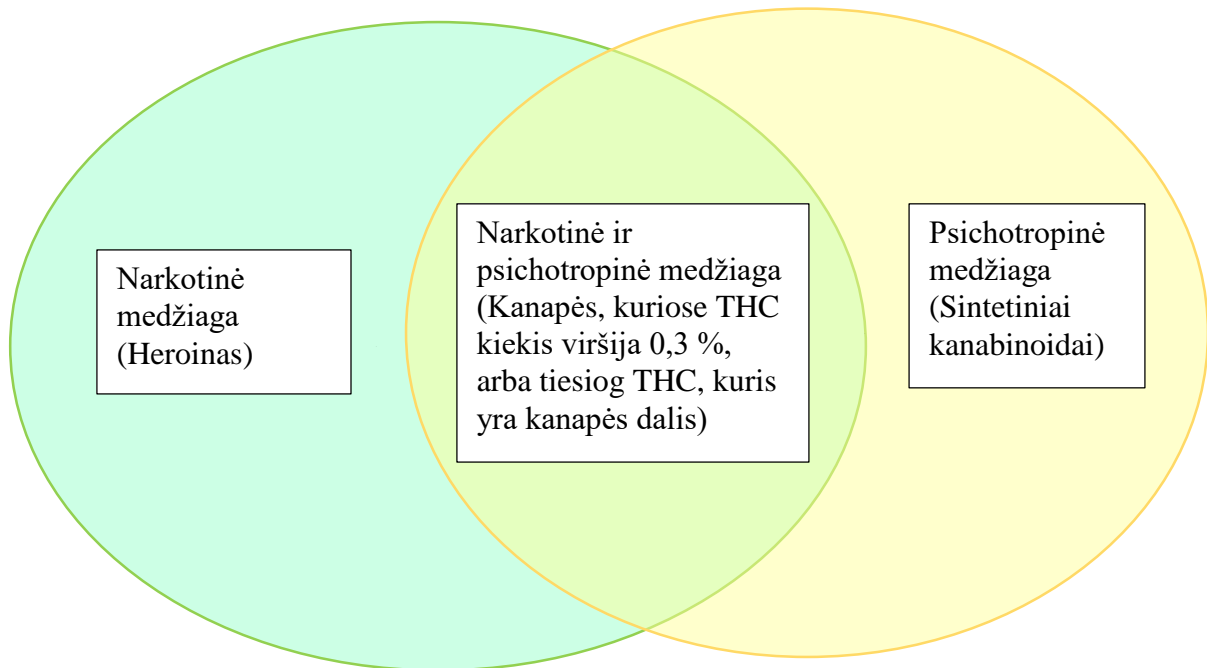 Narkotinė
medžiaga
(Heroinas)
Narkotinė ir
psichotropinė medžiaga
(Kanapės, kuriose THC
kiekis viršija 0,3 %,
arba tiesiog THC, kuris
yra kanapės dalis)
Psichotropinė
medžiaga
(Sintetiniai
kanabinoidai)